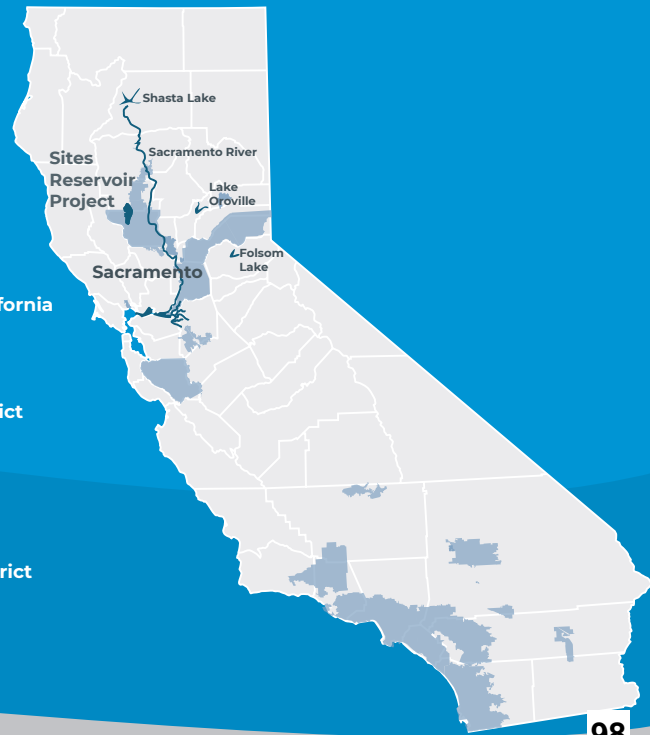 Shasta Lake
Sacramento River
Sites
Reservoir
Project
Lake
Oroville
Folsom
Lake
Sacramento
fornia
ict
rict
98